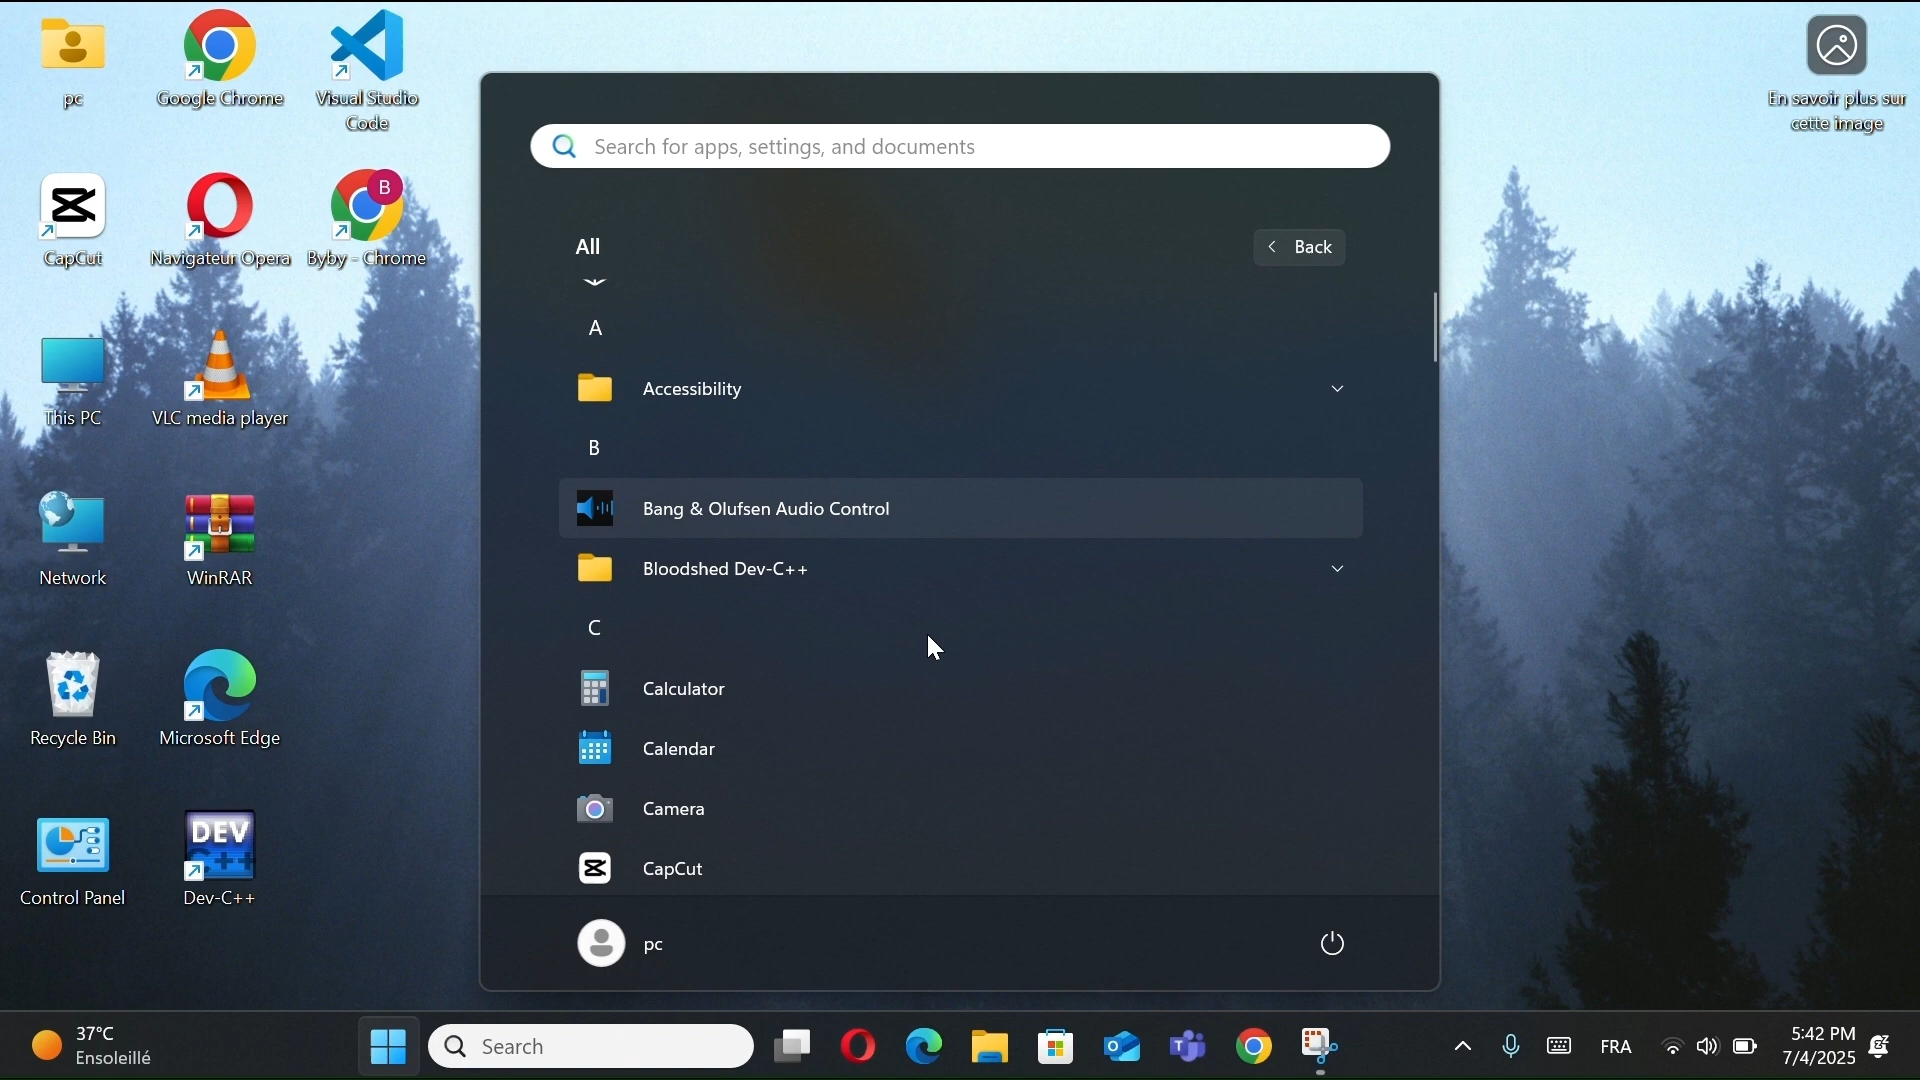 pc
Google Chrome
Visual Studio
Code
En savoir plus sur
cette image
CapCut
Navigateur Opera
B
Byby - Chrome
This PC
VLC media player
Network
WinRAR
Recycle Bin
Microsoft Edge
Control Panel
DEV
C++
Dev-C++
Search for apps, settings, and documents
All
Back
A
Accessibility
B
Bang & Olufsen Audio Control
Bloodshed Dev-C++
C
Calculator
Calendar
Camera
CapCut
pc
37°C
Ensoleillé
Search
O
T
FRA
5:42 PM
7/4/2025